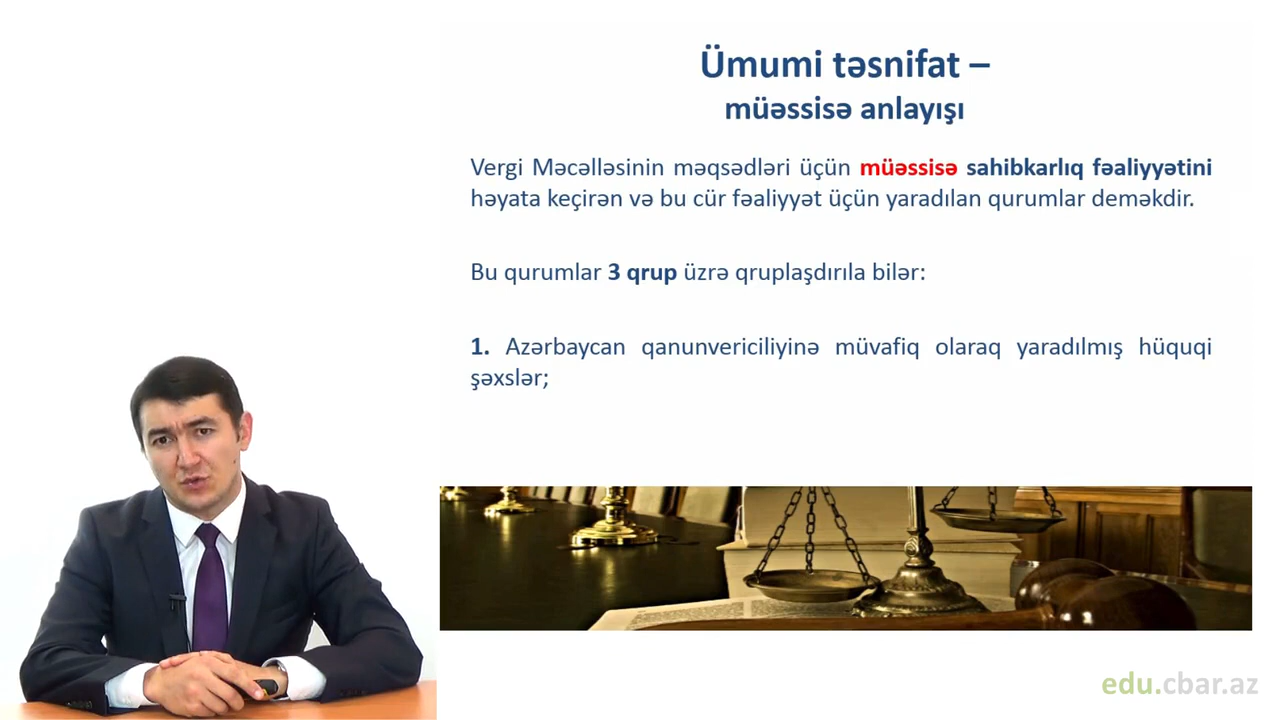 Ümumi təsnifat –
müəssisə anlayışı
Vergi Məcəlləsinin məqsədləri üçün müəssisə sahibkarlıq fəaliyyətini
həyata keçirən və bu cür fəaliyyət üçün yaradılan qurumlar deməkdir.
Bu qurumlar 3 qrup üzrə qruplaşdırıla bilər:
1. Azərbaycan qanunvericiliyinə müvafiq olaraq yaradılmış hüquqi
şəxslər;
edu.cbar.az